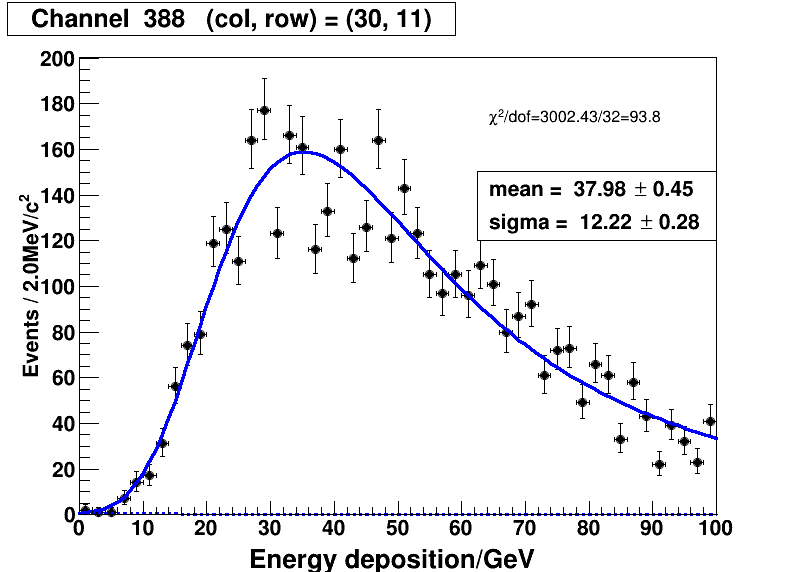 Channel 388 (col, row) = (30, 11)
χ²/dof=3002.43/32=93.8
mean = 37.98 ± 0.45
sigma = 12.22 ± 0.28
Events / 2.0MeV/c²
200
180
160
140
120
100
80
60
40
20
0
0 10 20 30 40 50 60 70 80 90 100
Energy deposition/GeV